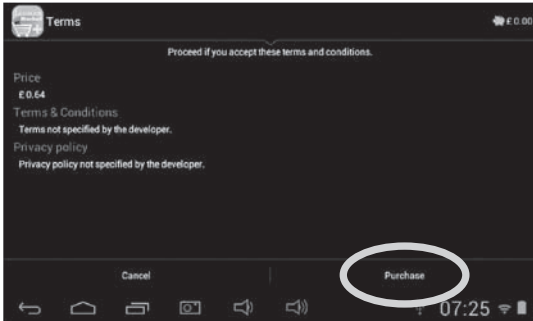 Terms
£0.00
Proceed if you accept these terms and conditions.
Price
£0.64
Terms & Conditions
Terms not specified by the developer.
Privacy policy
Privacy policy not specified by the developer.
Cancel
Purchase
07:25